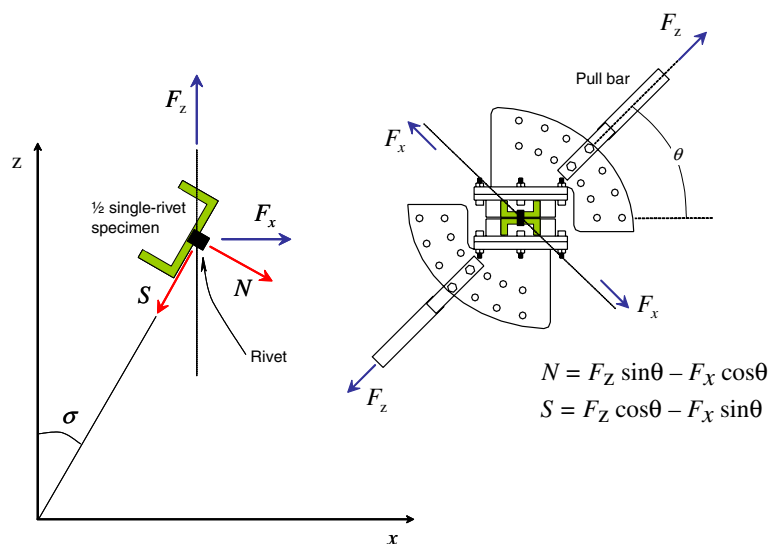 F_z
F_z
Pull bar
z
F_x
θ
½ single-rivet
specimen
F_x
S
N
F_x
Rivet
N = F_z sinθ – F_x cosθ
F_z
S = F_z cosθ – F_x sinθ
σ
x